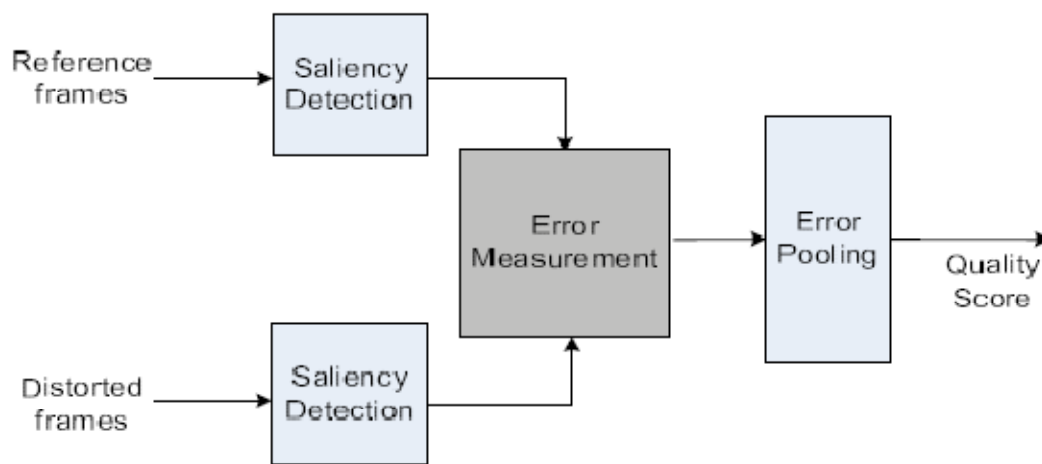 Reference
frames
Saliency
Detection
Error
Measurement
Error
Pooling
Quality
Score
Distorted
frames
Saliency
Detection